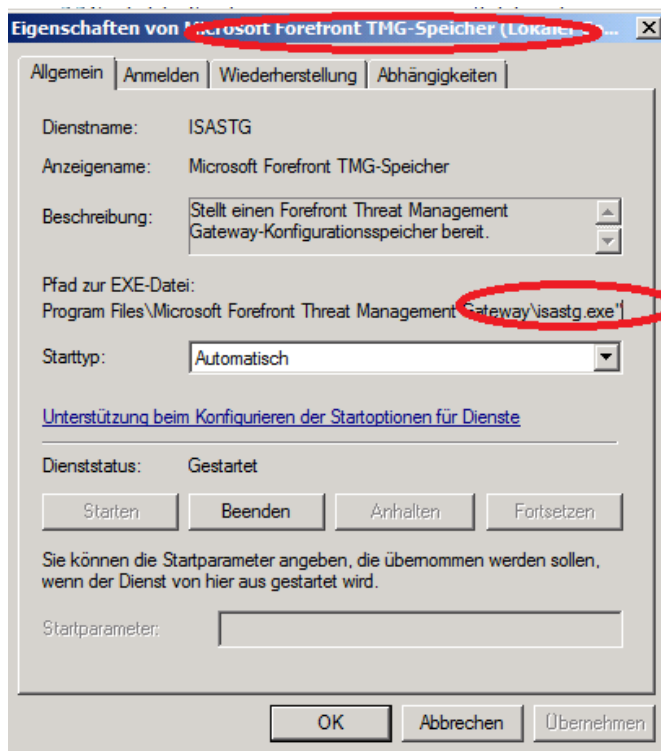 Eigenschaften von Microsoft Forefront TMG-Speicher (Lokaler Co...
Allgemein Anmelden Wiederherstellung Abhängigkeiten
Dienstname: ISASTG
Anzeigename: Microsoft Forefront TMG-Speicher
Beschreibung: Stellt einen Forefront Threat Management
Gateway-Konfigurationsspeicher bereit.
Pfad zur EXE-Datei:
Program Files\Microsoft Forefront Threat Management Gateway\isastg.exe"
Starttyp: Automatisch
Unterstützung beim Konfigurieren der Startoptionen für Dienste
Dienststatus: Gestartet
Starten Beenden Anhalten Fortsetzen
Sie können die Startparameter angeben, die übernommen werden sollen,
wenn der Dienst von hier aus gestartet wird.
Startparameter:
OK Abbrechen Übernehmen